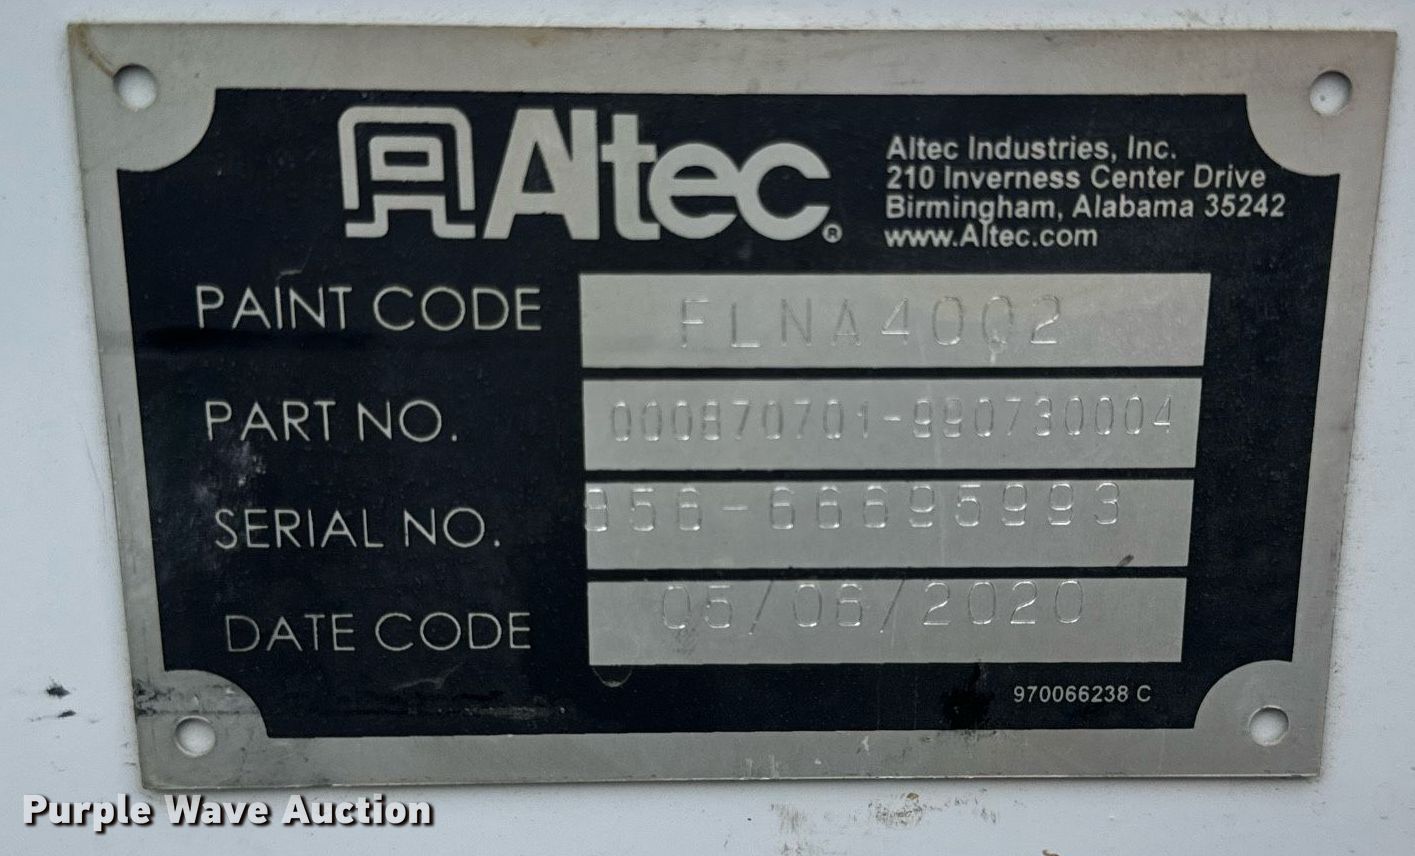 Altec®
Altec Industries, Inc.
210 Inverness Center Drive
Birmingham, Alabama 35242
www.Altec.com
PAINT CODE FLNA4002
PART NO. 000870701-990730004
SERIAL NO. 056-66695993
DATE CODE 05/06/2020
970066238 C
Purple Wave Auction